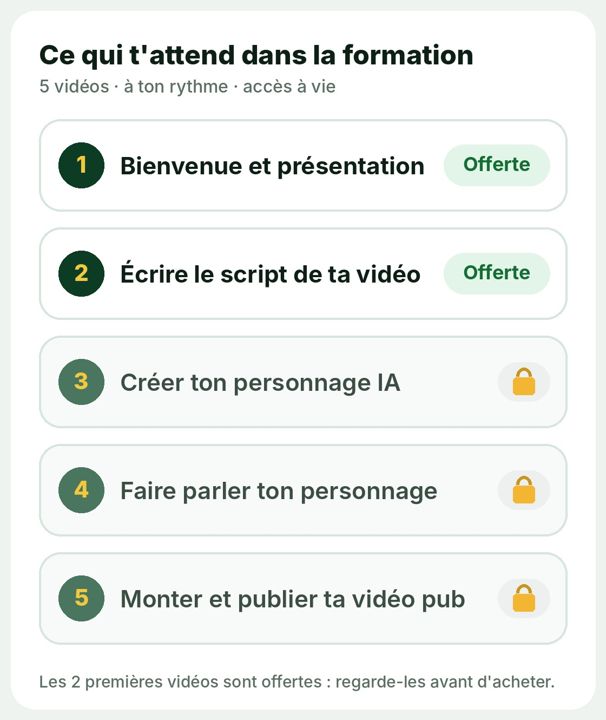 Ce qui t'attend dans la formation
5 vidéos · à ton rythme · accès à vie
1 Bienvenue et présentation Offerte
2 Écrire le script de ta vidéo Offerte
3 Créer ton personnage IA
4 Faire parler ton personnage
5 Monter et publier ta vidéo pub
Les 2 premières vidéos sont offertes : regarde-les avant d'acheter.